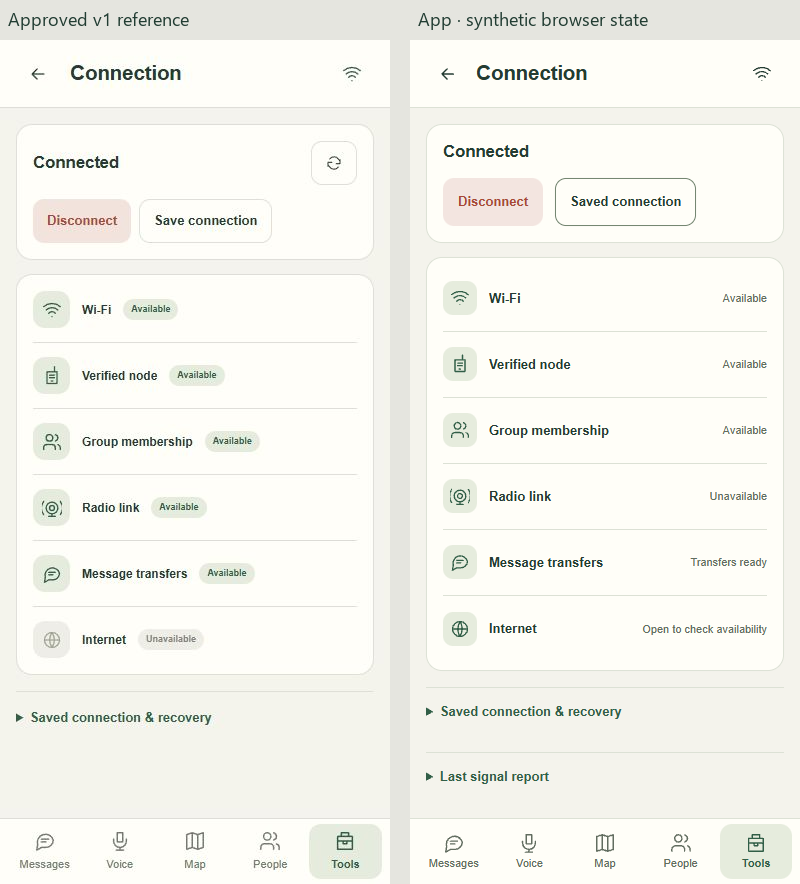 Approved v1 reference
Connection
Connected
Disconnect
Save connection
Wi-Fi Available
Verified node Available
Group membership Available
Radio link Available
Message transfers Available
Internet Unavailable
Saved connection & recovery
Messages Voice Map People Tools
App · synthetic browser state
Connection
Connected
Disconnect
Saved connection
Wi-Fi Available
Verified node Available
Group membership Available
Radio link Unavailable
Message transfers Transfers ready
Internet Open to check availability
Saved connection & recovery
Last signal report
Messages Voice Map People Tools